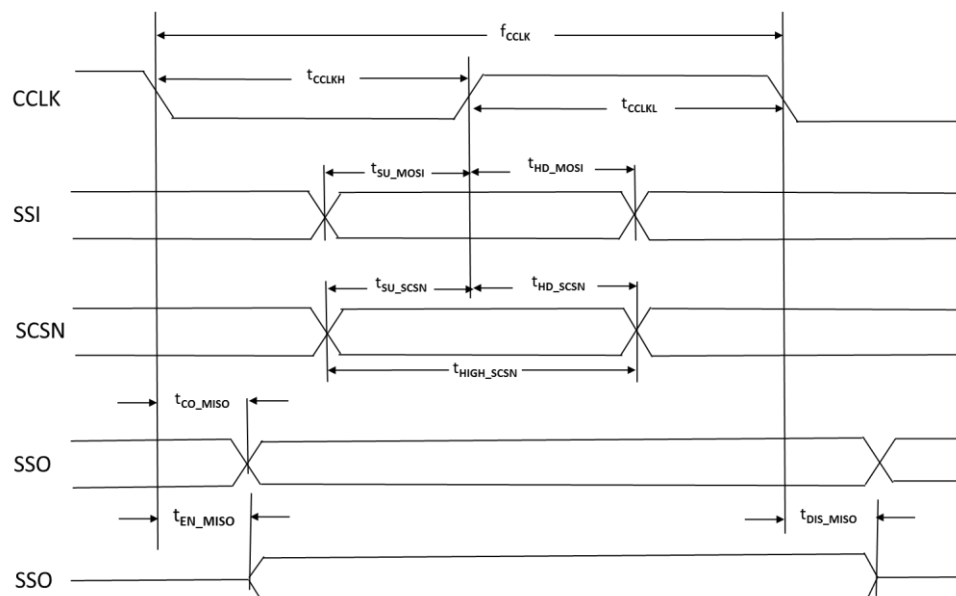 fCCLK
tCCLKH
CCLK
tCCLKL
tSU_MOSI
tHD_MOSI
SSI
tSU_SCSN
tHD_SCSN
SCSN
tHIGH_SCSN
tCO_MISO
SSO
tEN_MISO
tDIS_MISO
SSO